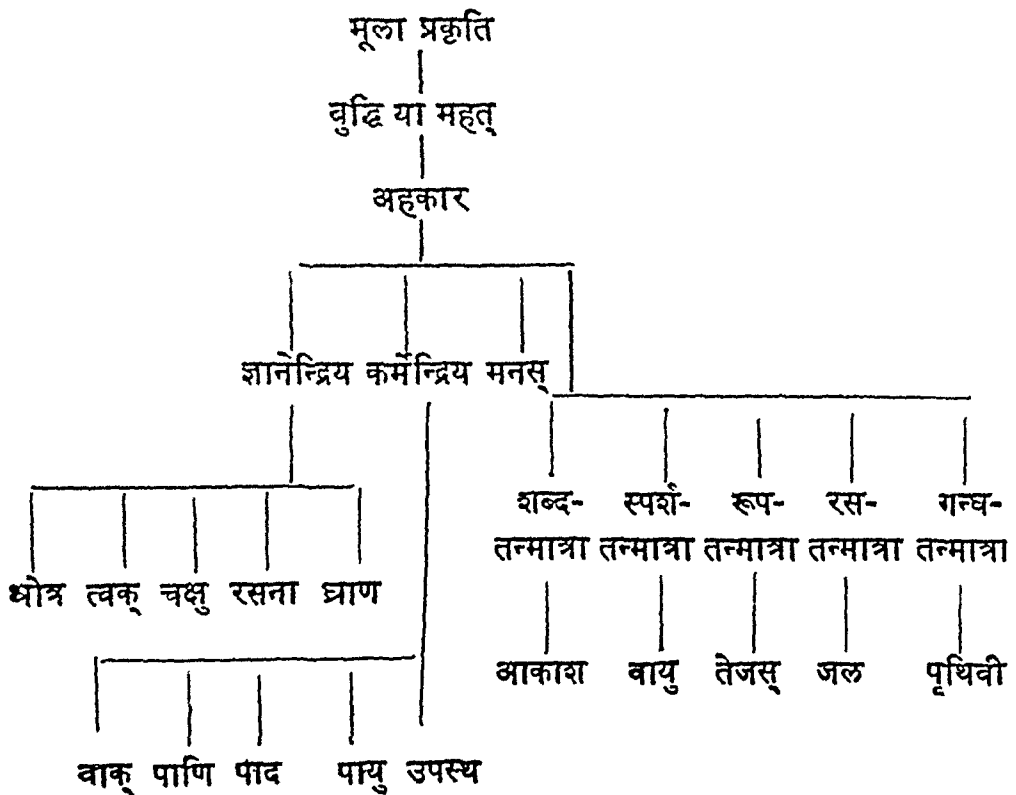 मूला प्रकृति
वुद्धि या महत्
अहकार
ज्ञानेन्द्रिय कर्मेन्द्रिय मनस्
शब्द- स्पर्श- रूप- रस- गन्घ-
तन्मात्रा तन्मात्रा तन्मात्रा तन्मात्रा तन्मात्रा
श्रोत्र त्वक् चक्षु रसना घ्राण
आकाश वायु तेजस् जल पृथिवी
वाक् पाणि पाद पायु उपस्थ